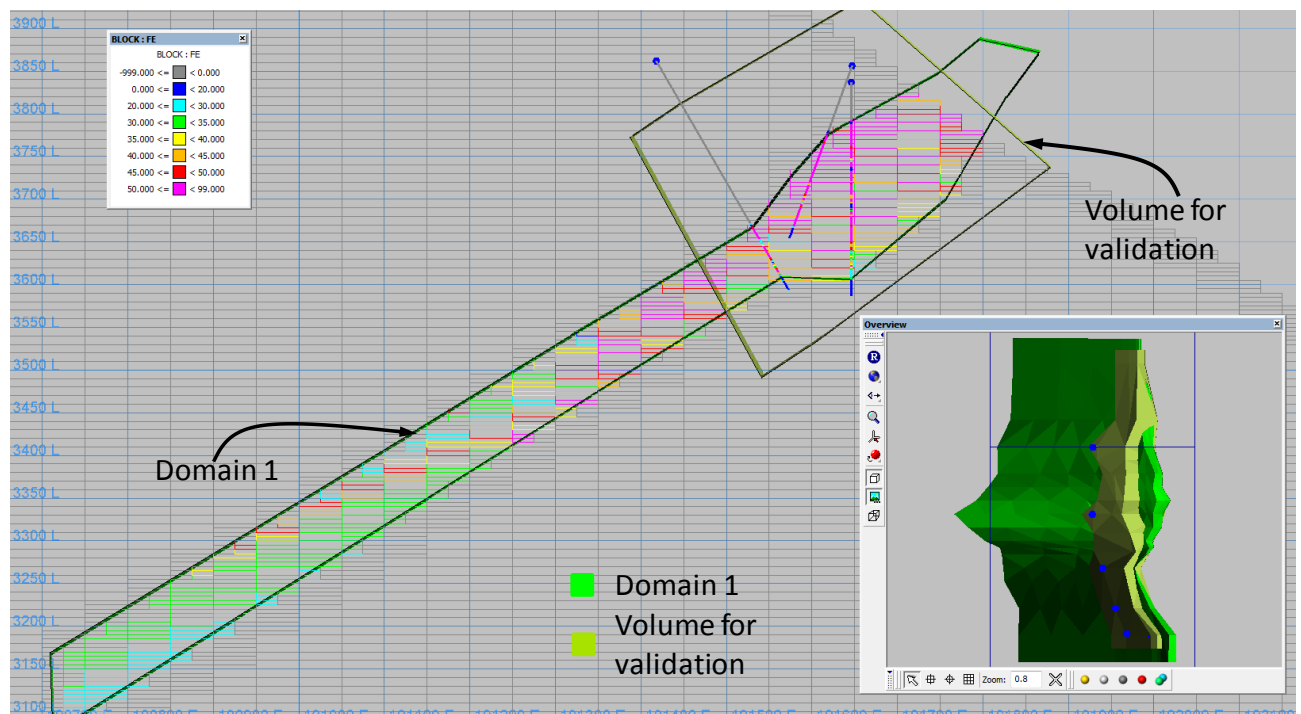 3900 L
3850 L
3800 L
3750 L
3700 L
3650 L
3600 L
3550 L
3500 L
3450 L
3400 L
3350 L
3300 L
3250 L
3200 L
3150 L
3100 L
BLOCK : FE
BLOCK : FE
-999.000 <= < 0.000
0.000 <= < 20.000
20.000 <= < 30.000
30.000 <= < 35.000
35.000 <= < 40.000
40.000 <= < 45.000
45.000 <= < 50.000
50.000 <= < 99.000
Volume for
validation
Domain 1
Domain 1
Volume for
validation
Overview
R
Zoom: 0.8